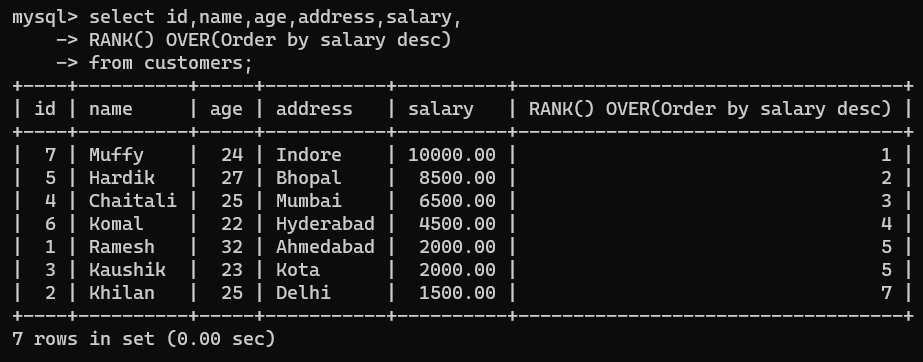 mysql> select id,name,age,address,salary,
    -> RANK() OVER(Order by salary desc)
    -> from customers;
+----+----------+-----+-----------+----------+-----------------------------------+
| id | name     | age | address   | salary   | RANK() OVER(Order by salary desc) |
+----+----------+-----+-----------+----------+-----------------------------------+
|  7 | Muffy    |  24 | Indore    | 10000.00 |                                 1 |
|  5 | Hardik   |  27 | Bhopal    |  8500.00 |                                 2 |
|  4 | Chaitali |  25 | Mumbai    |  6500.00 |                                 3 |
|  6 | Komal    |  22 | Hyderabad |  4500.00 |                                 4 |
|  1 | Ramesh   |  32 | Ahmedabad |  2000.00 |                                 5 |
|  3 | Kaushik  |  23 | Kota      |  2000.00 |                                 5 |
|  2 | Khilan   |  25 | Delhi     |  1500.00 |                                 7 |
+----+----------+-----+-----------+----------+-----------------------------------+
7 rows in set (0.00 sec)